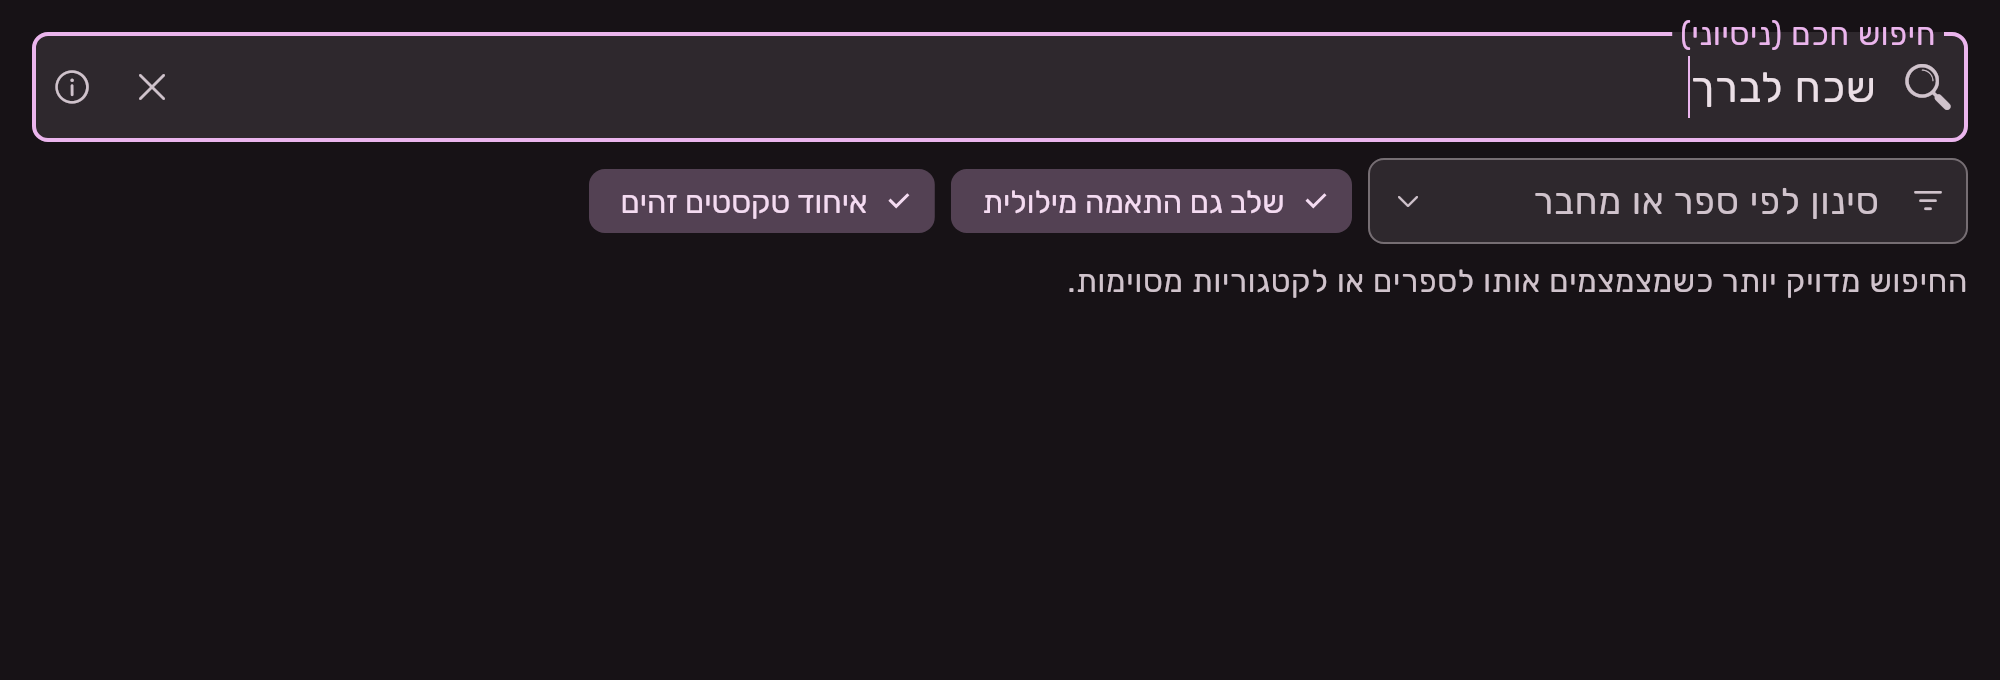 חיפוש חכם (ניסיוני)
שכח לברך
סינון לפי ספר או מחבר
שלב גם התאמה מילולית
איחוד טקסטים זהים
החיפוש מדויק יותר כשמצמצמים אותו לספרים או לקטגוריות מסוימות.